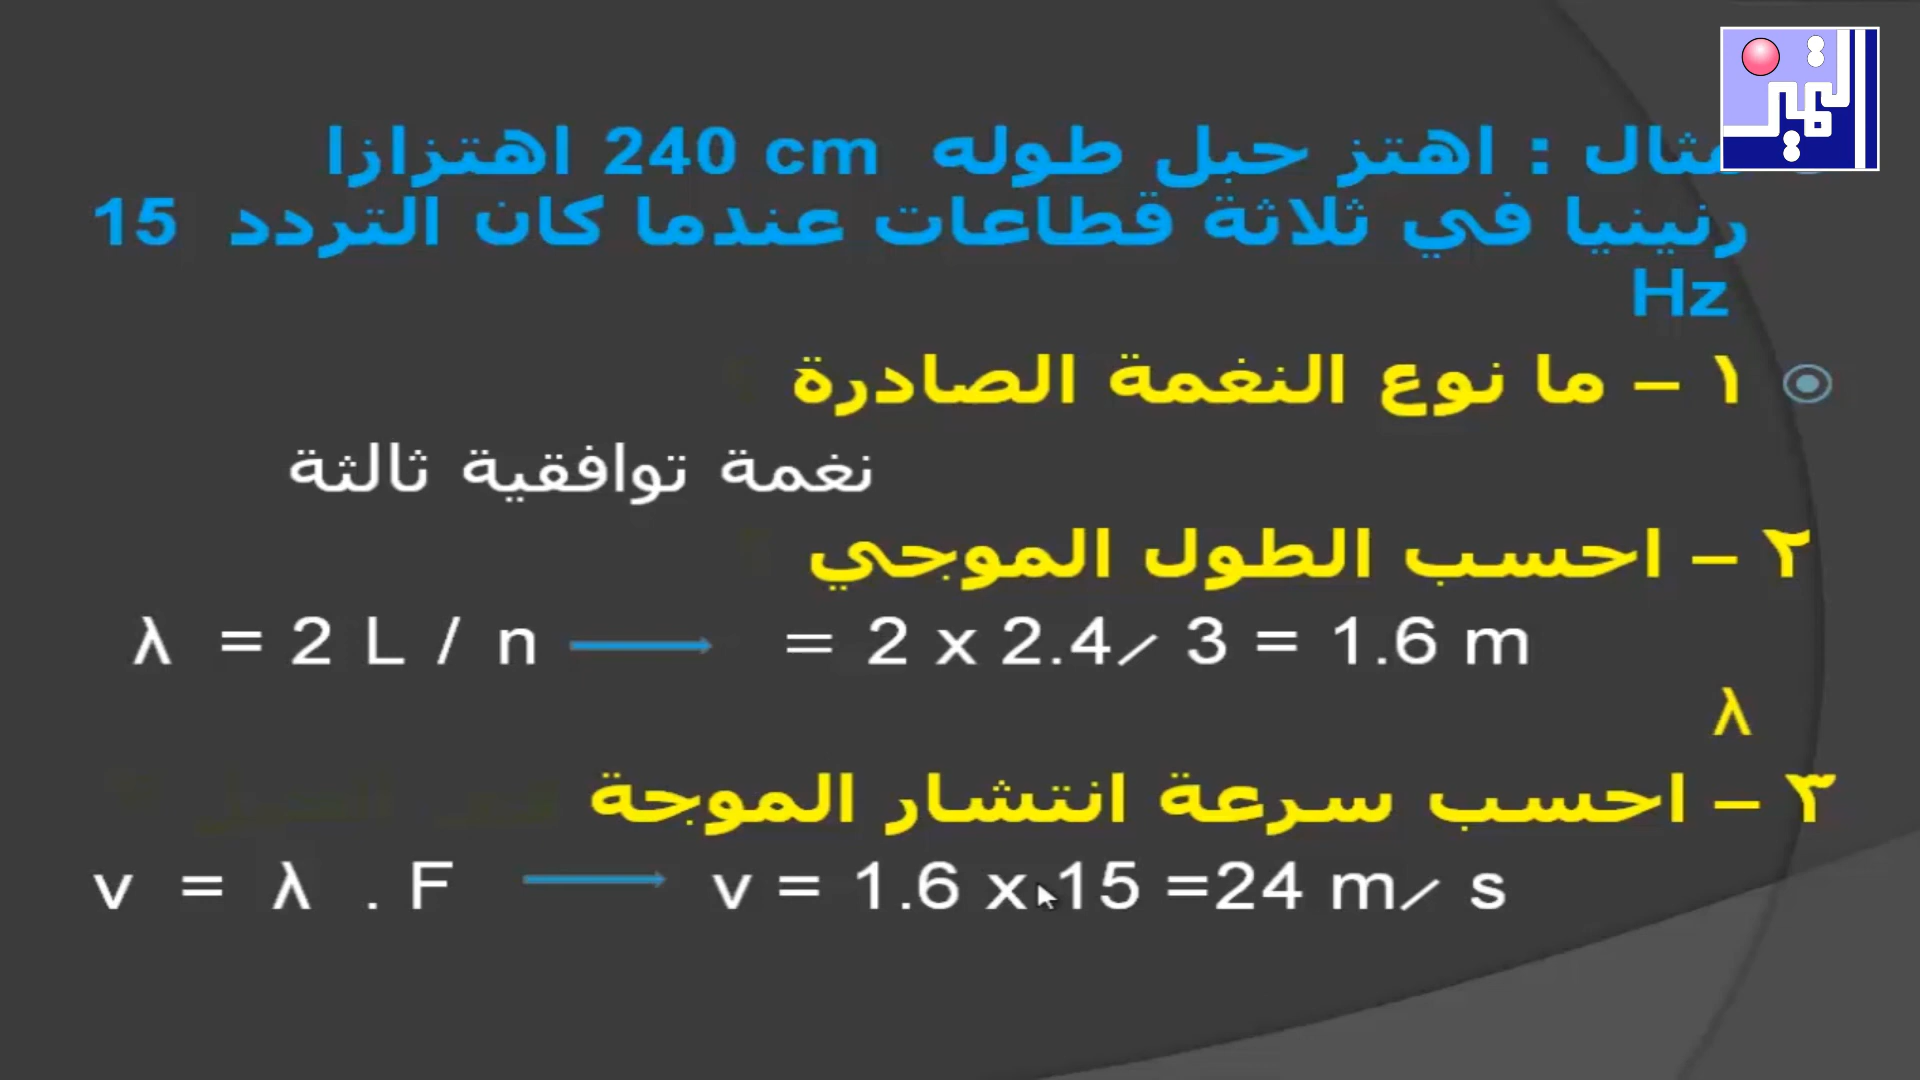 مثال : اهتز حبل طوله 240 cm اهتزازا
رنينيا في ثلاثة قطاعات عندما كان التردد 15
Hz
١ – ما نوع النغمة الصادرة
نغمة توافقية ثالثة
٢ – احسب الطول الموجي
λ = 2 L / n = 2 x 2.4/ 3 = 1.6 m
λ
٣ – احسب سرعة انتشار الموجة
v = λ . F v = 1.6 x 15 =24 m/ s